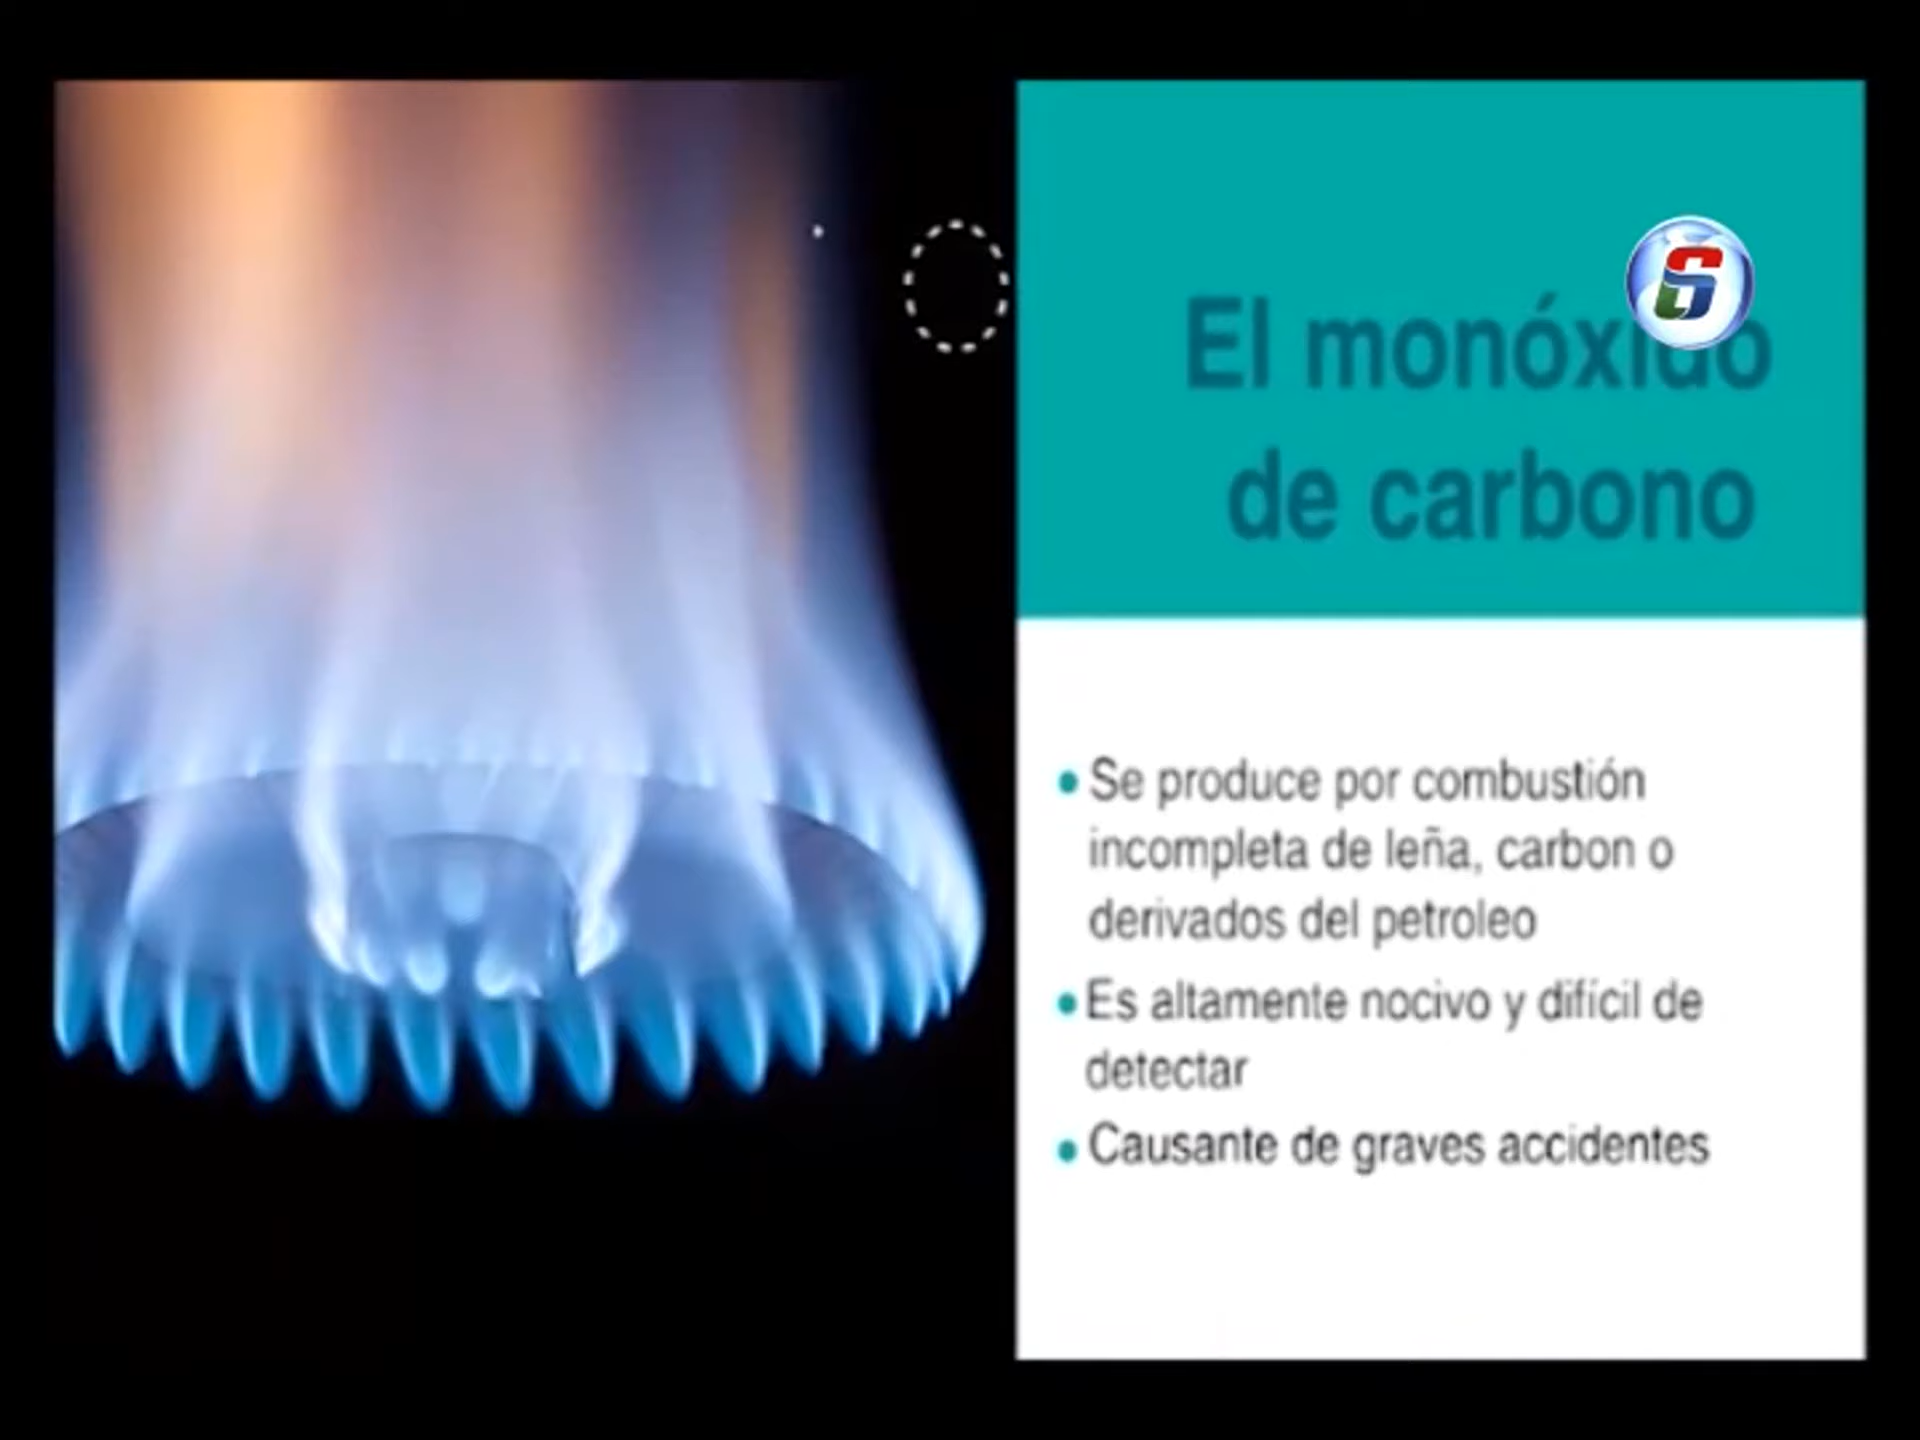 El monóxido
de carbono
6
Se produce por combustión
incompleta de leña, carbon o
derivados del petroleo
Es altamente nocivo y difícil de
detectar
Causante de graves accidentes